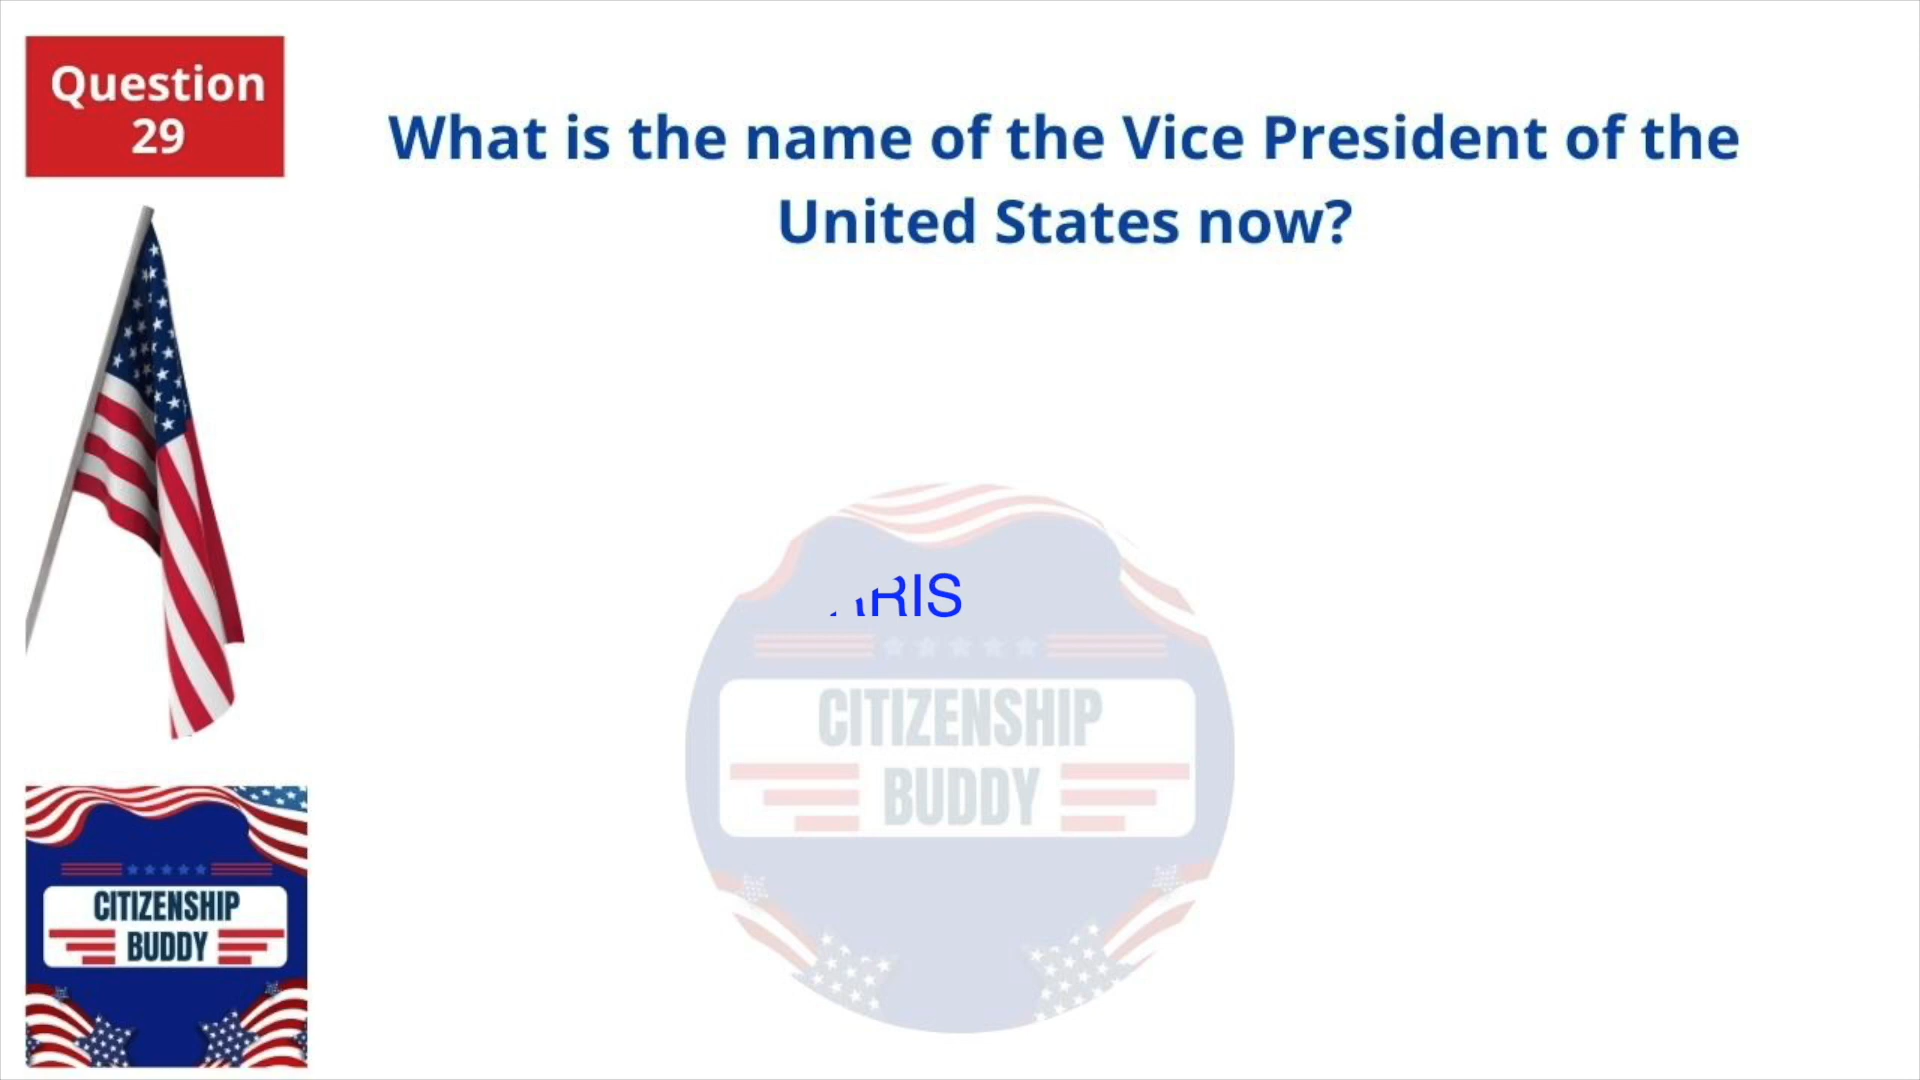 Question
29
What is the name of the Vice President of the
United States now?
RIS
CITIZENSHIP
BUDDY
CITIZENSHIP
BUDDY